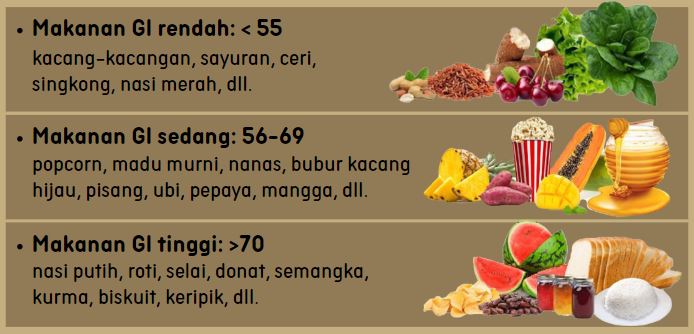 • Makanan GI rendah: < 55
kacang-kacangan, sayuran, ceri,
singkong, nasi merah, dll.
• Makanan GI sedang: 56-69
popcorn, madu murni, nanas, bubur kacang
hijau, pisang, ubi, pepaya, mangga, dll.
• Makanan GI tinggi: >70
nasi putih, roti, selai, donat, semangka,
kurma, biskuit, keripik, dll.